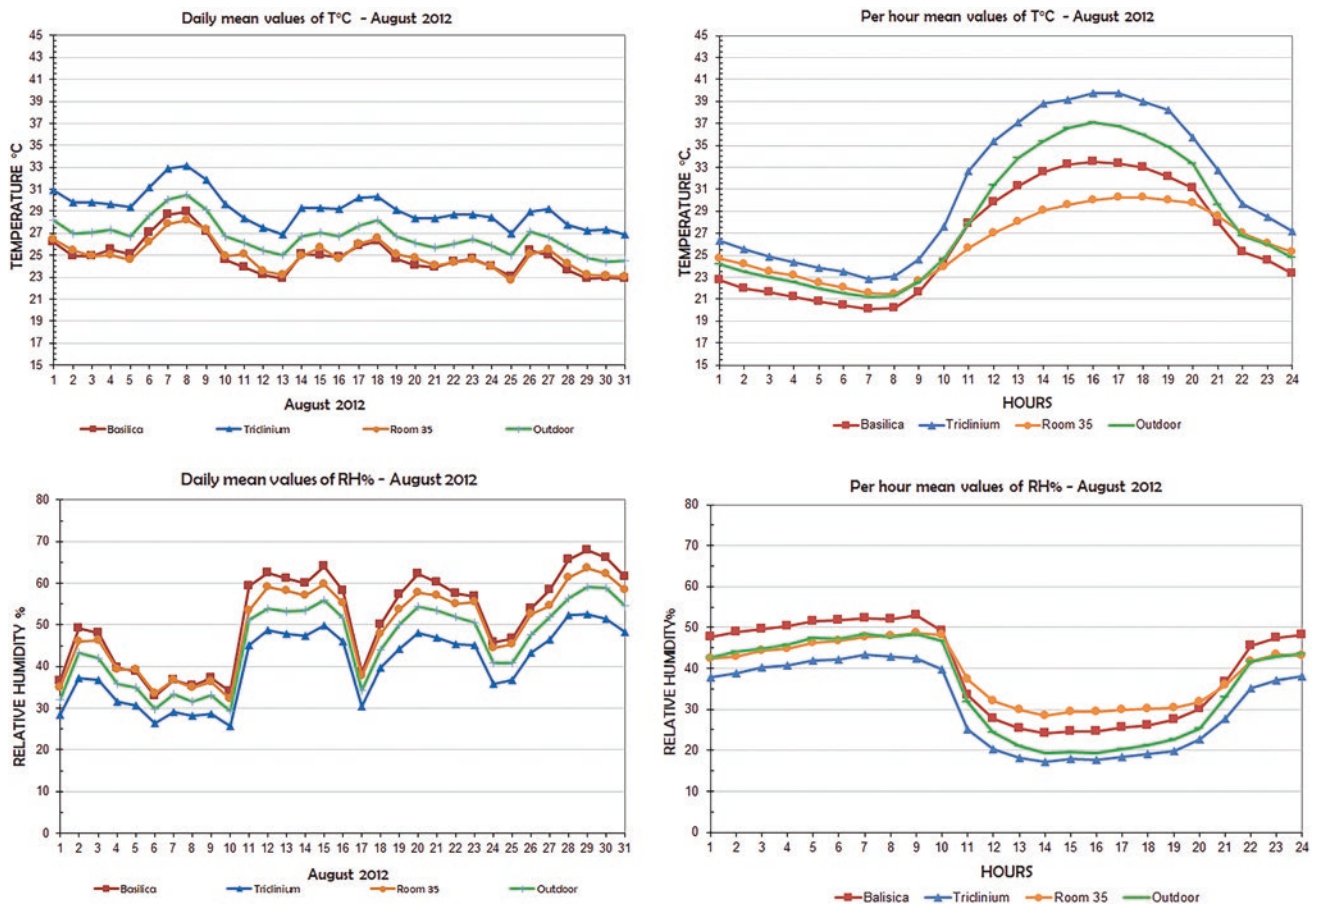 Daily mean values of T°C - August 2012
TEMPERATURE °C
45
43
41
39
37
35
33
31
29
27
25
23
21
19
17
15
1 2 3 4 5 6 7 8 9 10 11 12 13 14 15 16 17 18 19 20 21 22 23 24 25 26 27 28 29 30 31
August 2012
Basilica Triclinium Room 35 Outdoor
Per hour mean values of T°C - August 2012
TEMPERATURE °C.
45
43
41
39
37
35
33
31
29
27
25
23
21
19
17
15
1 2 3 4 5 6 7 8 9 10 11 12 13 14 15 16 17 18 19 20 21 22 23 24
HOURS
Basilica Triclinium Room 35 Outdoor
Daily mean values of RH% - August 2012
RELATIVE HUMIDITY %
80
70
60
50
40
30
20
10
0
1 2 3 4 5 6 7 8 9 10 11 12 13 14 15 16 17 18 19 20 21 22 23 24 25 26 27 28 29 30 31
August 2012
Basilica Triclinium Room 35 Outdoor
Per hour mean values of RH% - August 2012
RELATIVE HUMIDITY%
80
70
60
50
40
30
20
10
0
1 2 3 4 5 6 7 8 9 10 11 12 13 14 15 16 17 18 19 20 21 22 23 24
HOURS
Balisica Triclinium Room 35 Outdoor